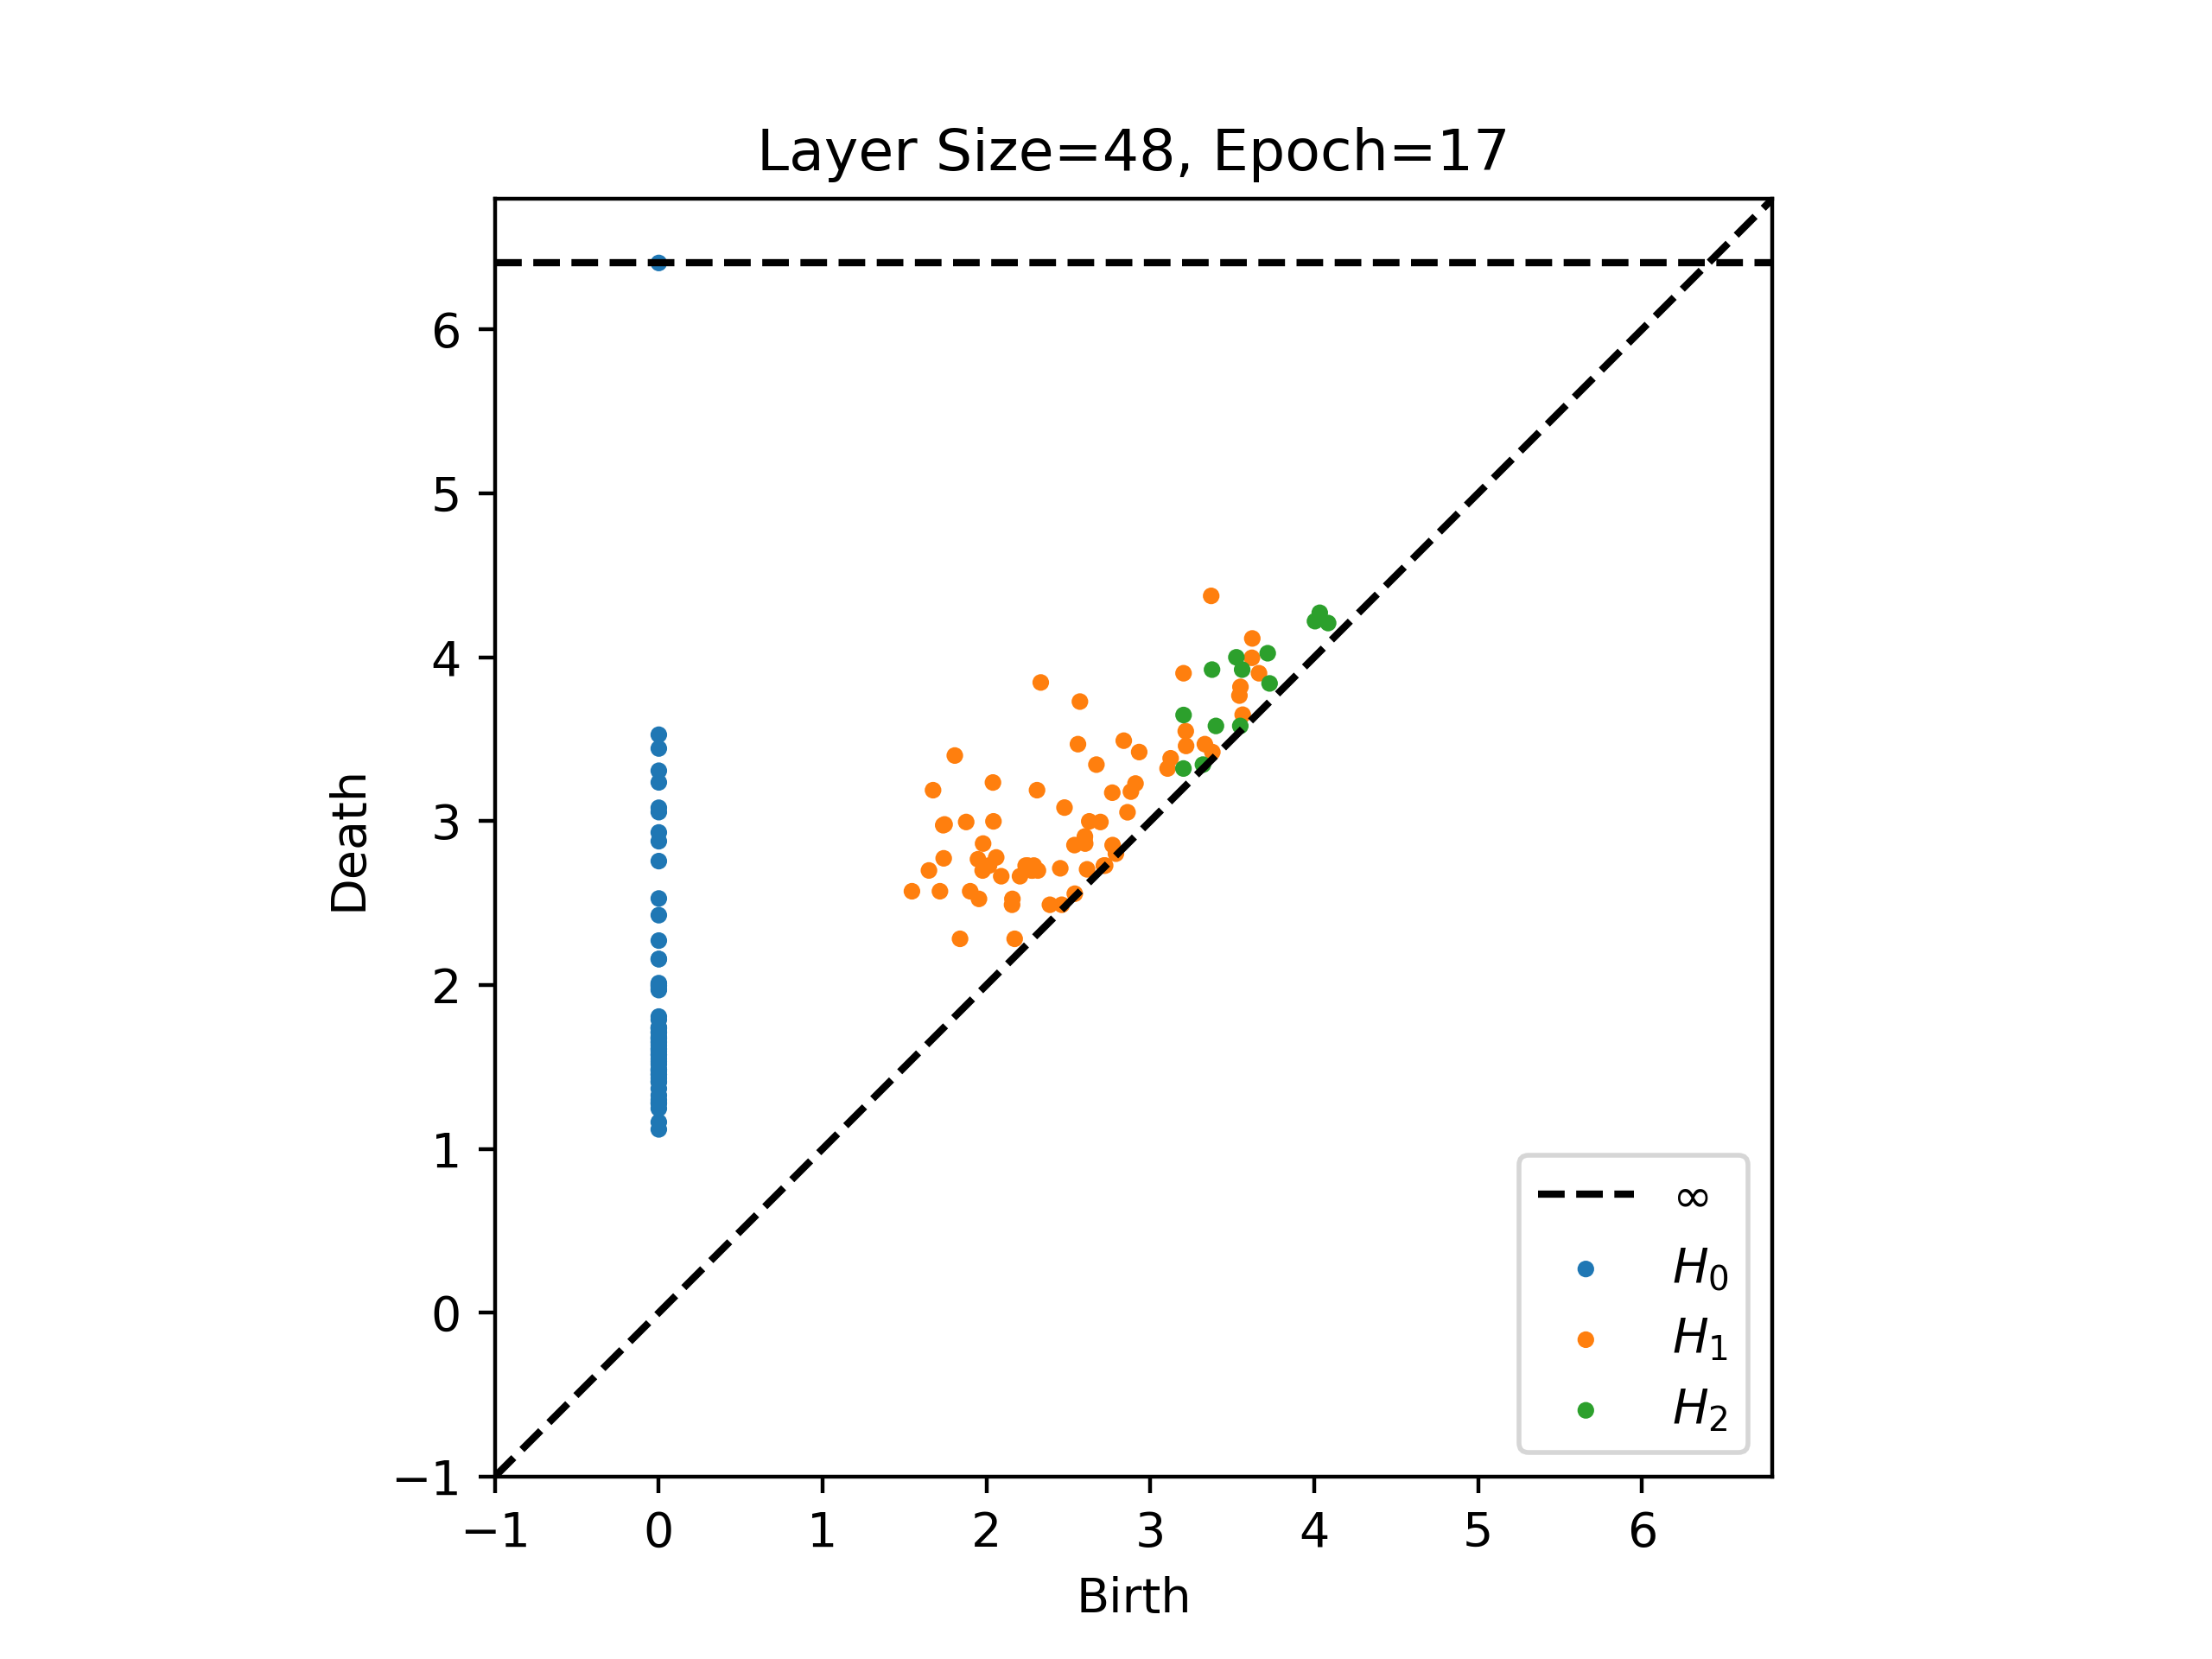 Layer Size=48, Epoch=17
Death
6
5
4
3
2
1
0
−1
−1 0 1 2 3 4 5 6
Birth
∞
H₀
H₁
H₂